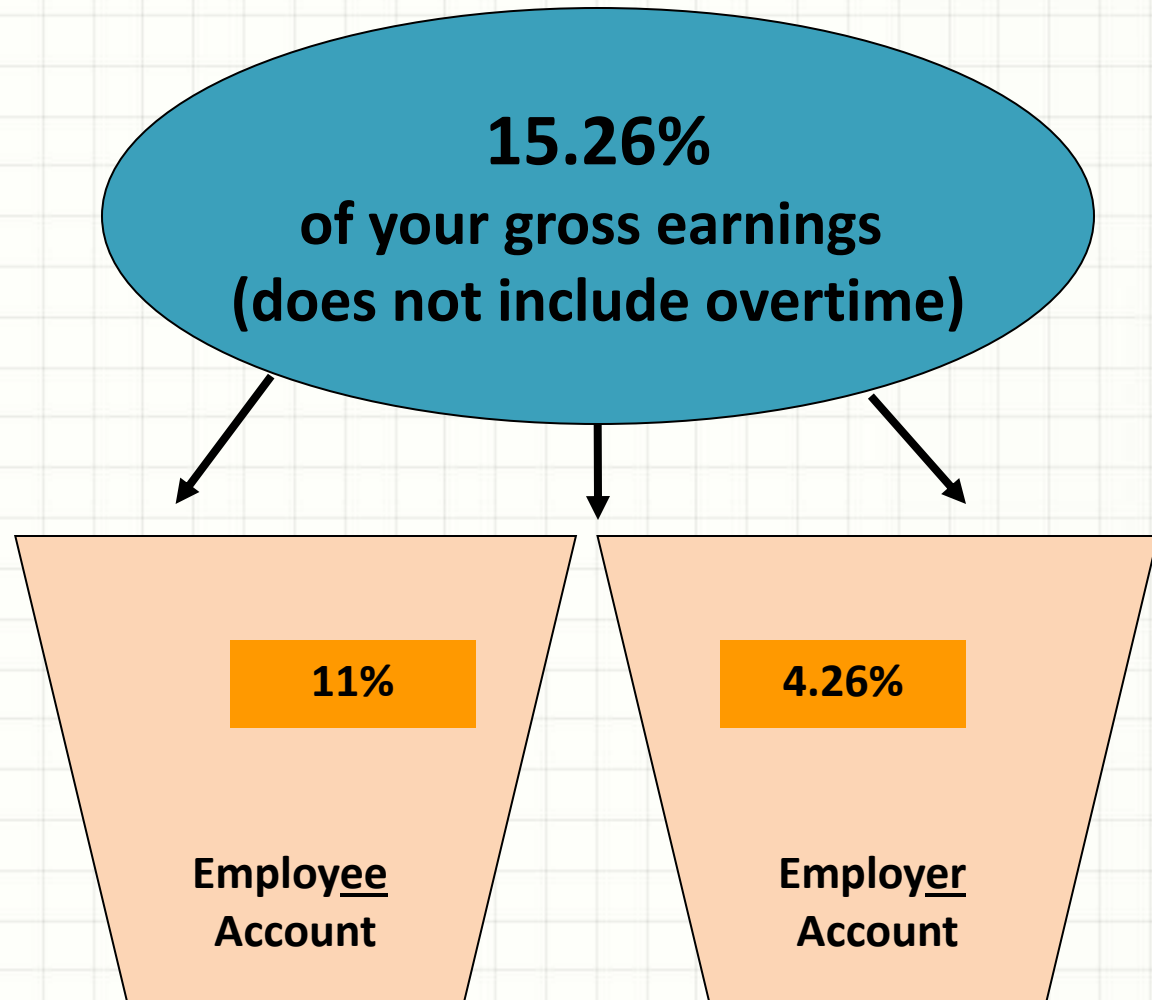 15.26%
of your gross earnings
(does not include overtime)
11%
4.26%
Employee
Account
Employer
Account